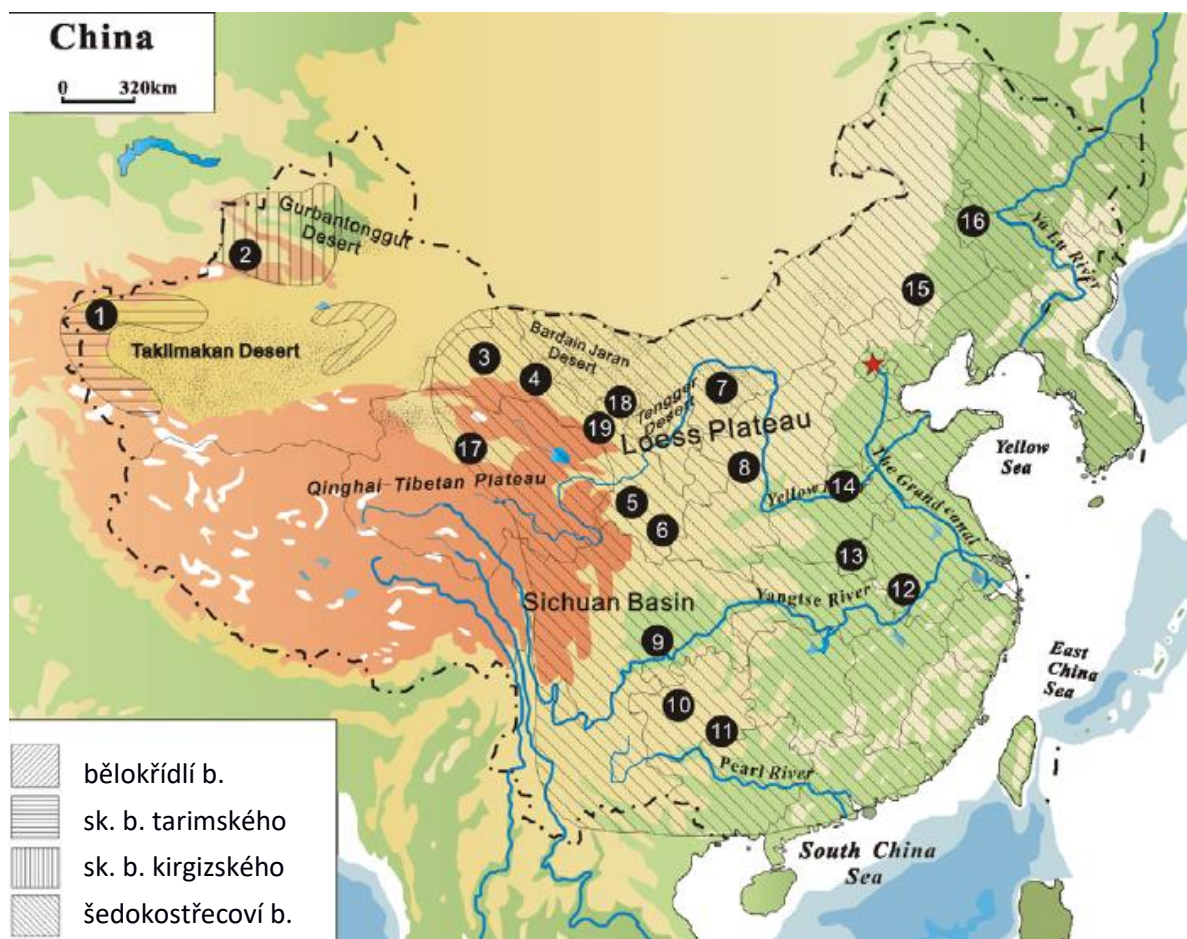 China
0 320km
Gurbantonggut
Desert
2
16
Ya Lu River
15
1
Taklimakan Desert
Bardain Jaran
Desert
3
4
18
19
Tengger
Desert
7
Loess Plateau
Yellow
Sea
17
Qinghai-Tibetan Plateau
8
5
6
Yellow
14
The Grand canal
13
12
Sichuan Basin
Yangtse River
9
East
China
Sea
10
11
Pearl River
South China
Sea
bělokřídlí b.
sk. b. tarimského
sk. b. kirgizského
šedokostřecoví b.